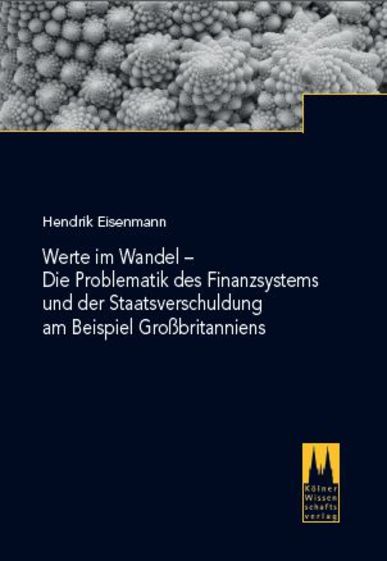 Hendrik Eisenmann
Werte im Wandel –
Die Problematik des Finanzsystems
und der Staatsverschuldung
am Beispiel Großbritanniens
Kölner
Wissen
schafts
verlag